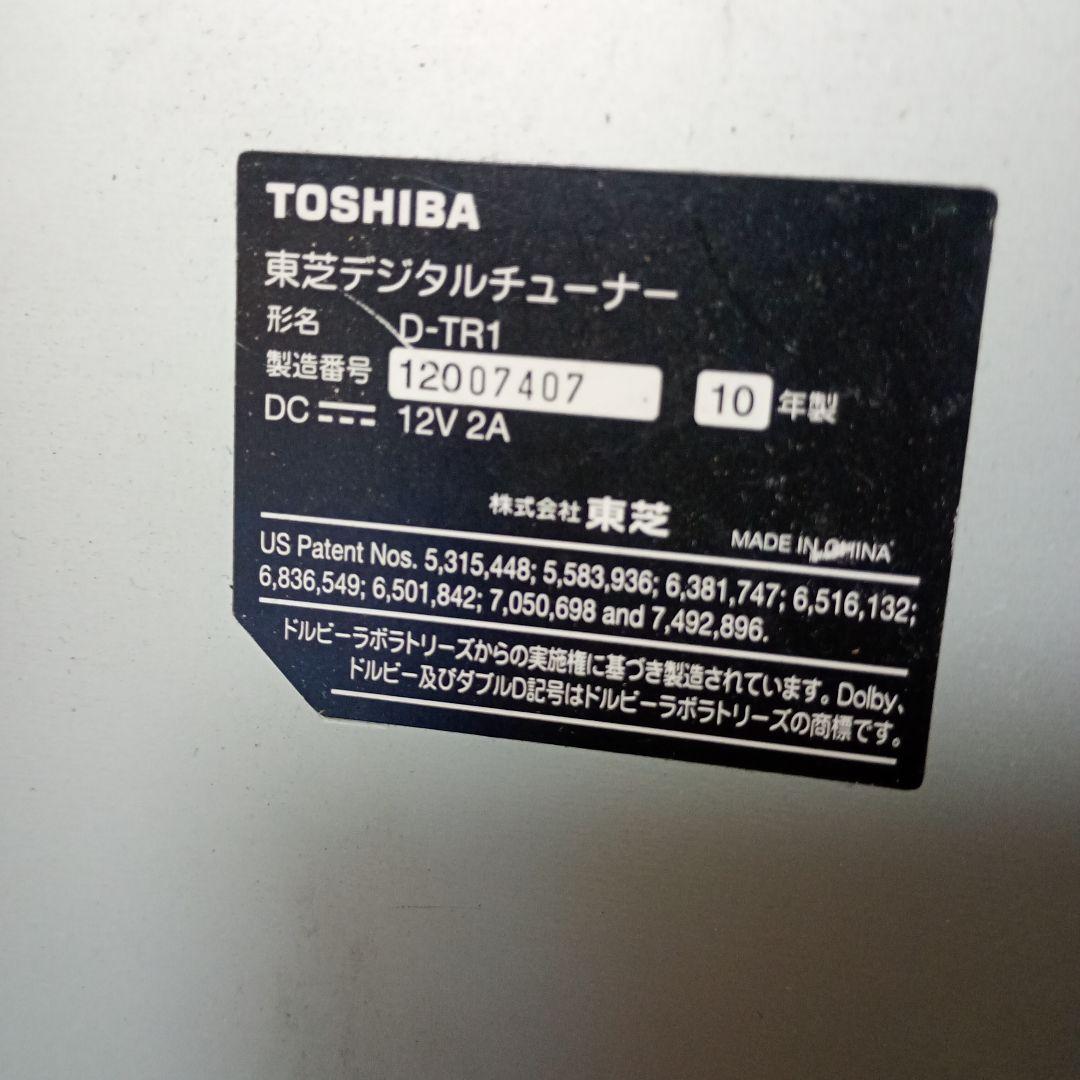 TOSHIBA
東芝デジタルチューナー
形名 D-TR1
製造番号 12007407 10 年製
DC 12V 2A
株式会社 東芝 MADE IN CHINA
US Patent Nos. 5,315,448; 5,583,936; 6,381,747; 6,516,132;
6,836,549; 6,501,842; 7,050,698 and 7,492,896.
ドルビーラボラトリーズからの実施権に基づき製造されています。Dolby、
ドルビー及びダブルD記号はドルビーラボラトリーズの商標です。